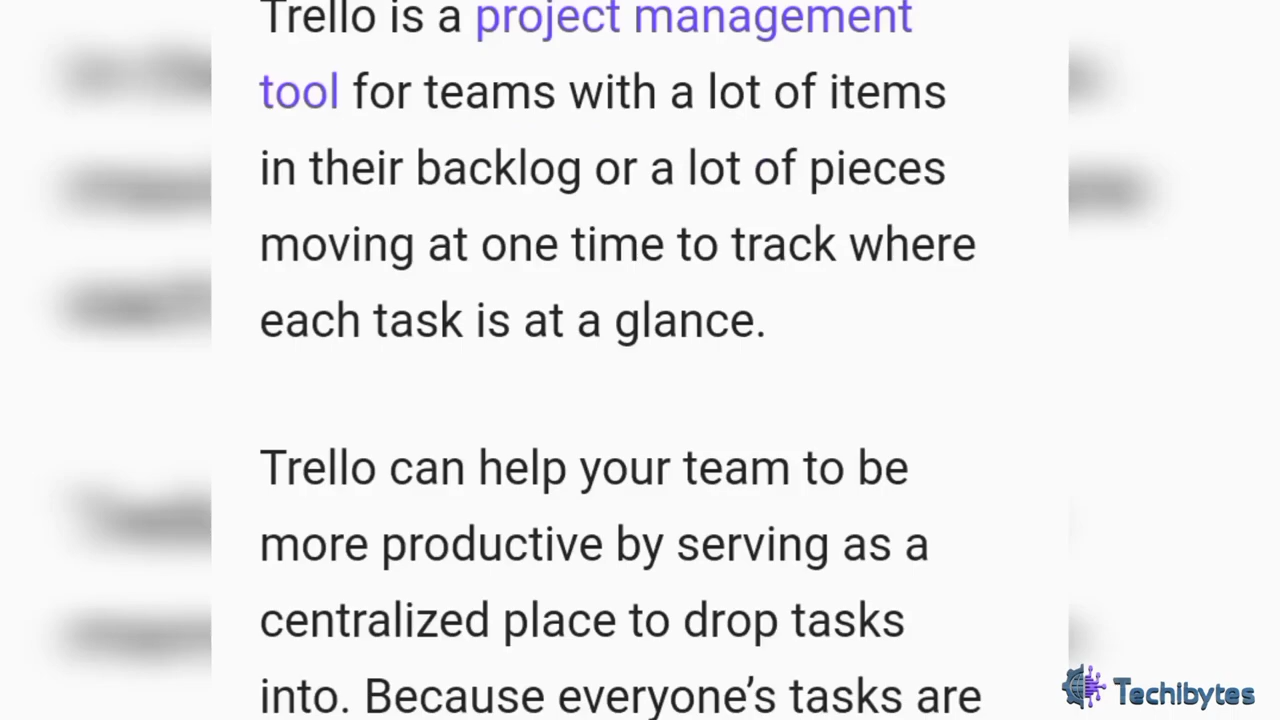 Trello is a project management
tool for teams with a lot of items
in their backlog or a lot of pieces
moving at one time to track where
each task is at a glance.
Trello can help your team to be
more productive by serving as a
centralized place to drop tasks
into. Because everyone’s tasks are
Techibytes